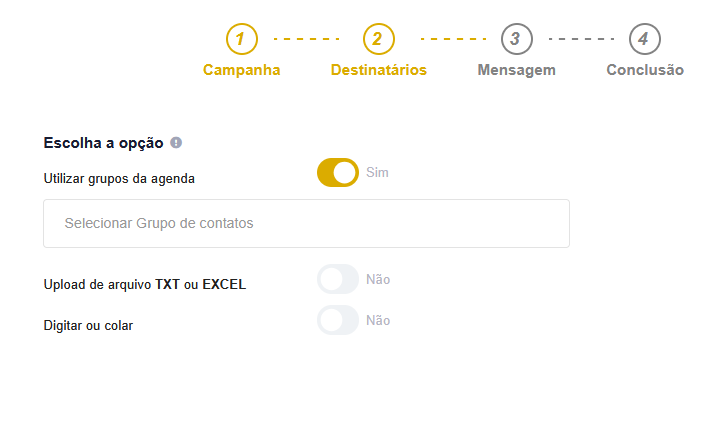 1 2 3 4
Campanha Destinatários Mensagem Conclusão
Escolha a opção
Utilizar grupos da agenda Sim
Selecionar Grupo de contatos
Upload de arquivo TXT ou EXCEL Não
Digitar ou colar Não